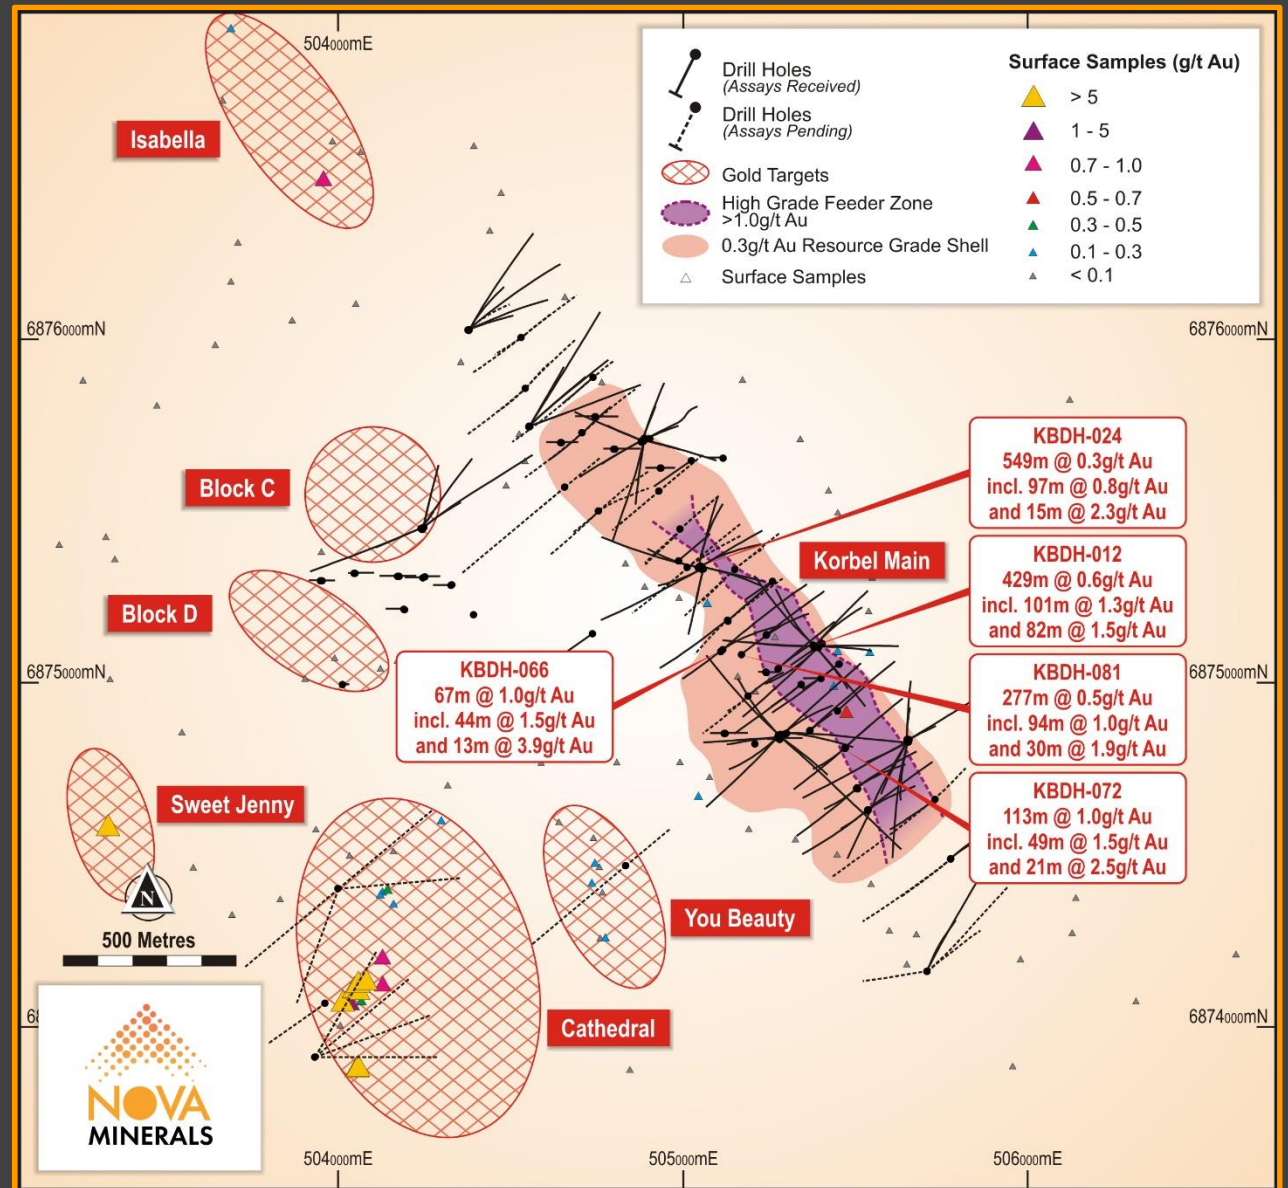 504000mE
Drill Holes
(Assays Received)
Drill Holes
(Assays Pending)
Gold Targets
High Grade Feeder Zone
>1.0g/t Au
0.3g/t Au Resource Grade Shell
Surface Samples
Surface Samples (g/t Au)
> 5
1 - 5
0.7 - 1.0
0.5 - 0.7
0.3 - 0.5
0.1 - 0.3
< 0.1
Isabella
6876000mN
6876000mN
Block C
KBDH-024
549m @ 0.3g/t Au
incl. 97m @ 0.8g/t Au
and 15m @ 2.3g/t Au
Korbel Main
KBDH-012
429m @ 0.6g/t Au
incl. 101m @ 1.3g/t Au
and 82m @ 1.5g/t Au
Block D
6875000mN
6875000mN
KBDH-066
67m @ 1.0g/t Au
incl. 44m @ 1.5g/t Au
and 13m @ 3.9g/t Au
KBDH-081
277m @ 0.5g/t Au
incl. 94m @ 1.0g/t Au
and 30m @ 1.9g/t Au
KBDH-072
113m @ 1.0g/t Au
incl. 49m @ 1.5g/t Au
and 21m @ 2.5g/t Au
Sweet Jenny
N
500 Metres
You Beauty
Cathedral
68
6874000mN
NOVA
MINERALS
504000mE
505000mE
506000mE